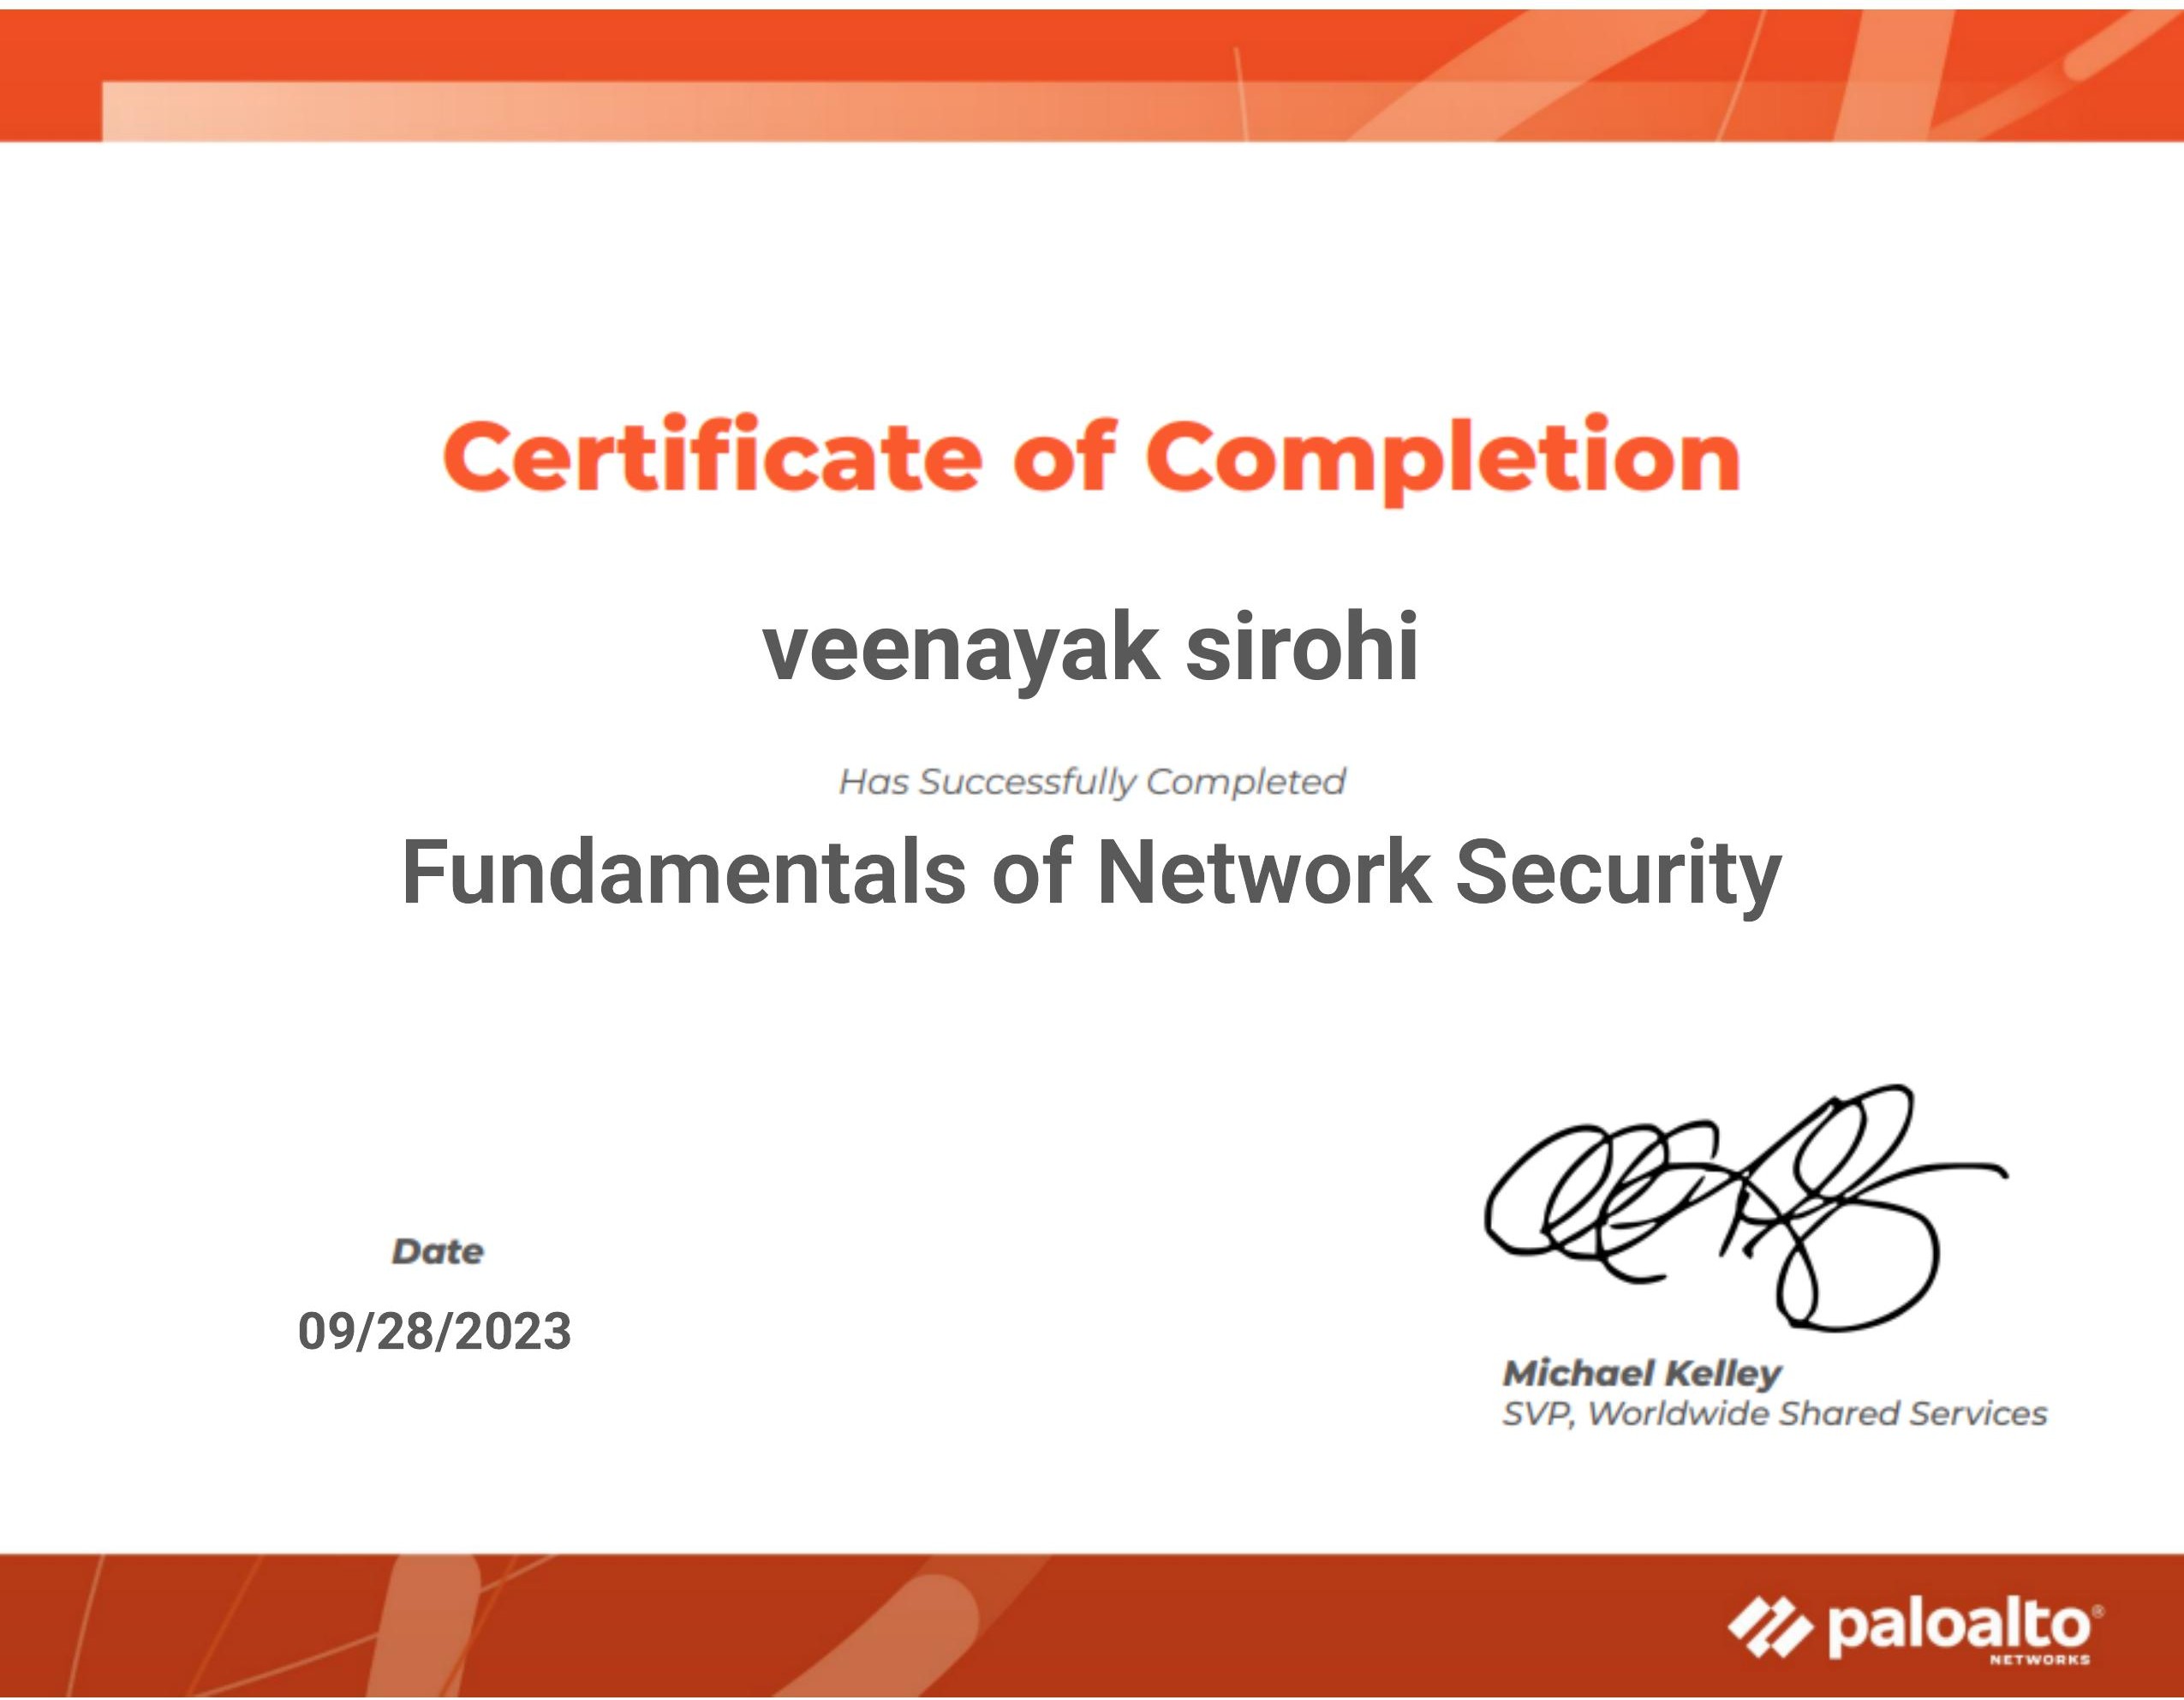 Certificate of Completion
veenayak sirohi
Has Successfully Completed
Fundamentals of Network Security
Date
09/28/2023
Michael Kelley
SVP, Worldwide Shared Services
paloalto®
NETWORKS